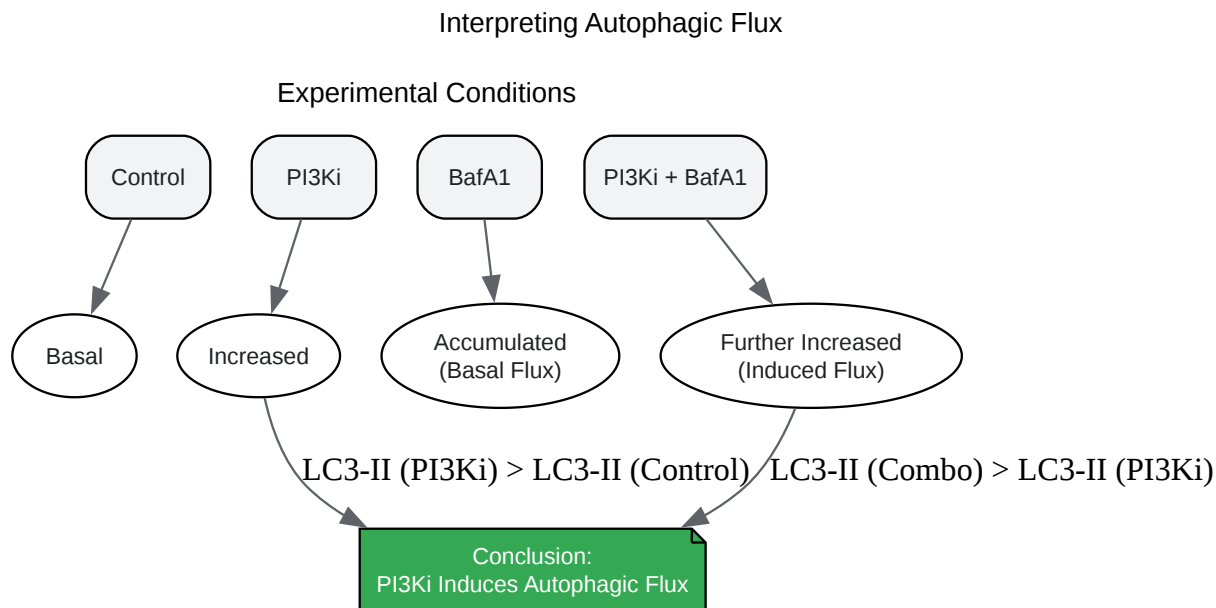 Interpreting Autophagic Flux
Experimental Conditions
Control
PI3Ki
BafA1
PI3Ki + BafA1
Basal
Increased
Accumulated
(Basal Flux)
Further Increased
(Induced Flux)
LC3-II (PI3Ki) > LC3-II (Control)
LC3-II (Combo) > LC3-II (PI3Ki)
Conclusion:
PI3Ki Induces Autophagic Flux